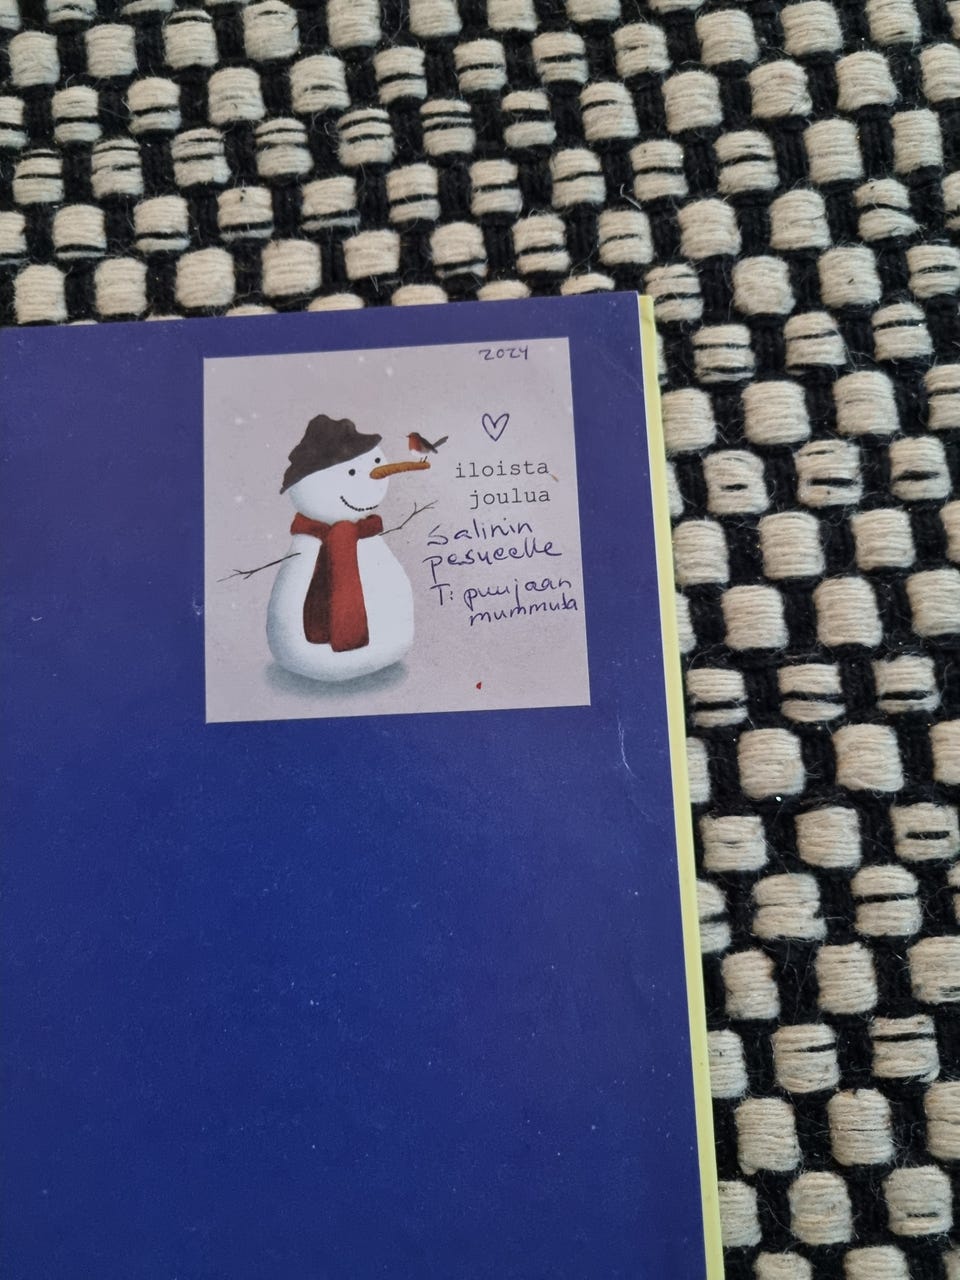 2024
iloista
joulua
Salinin
pesueelle
T: puujaan
mummula